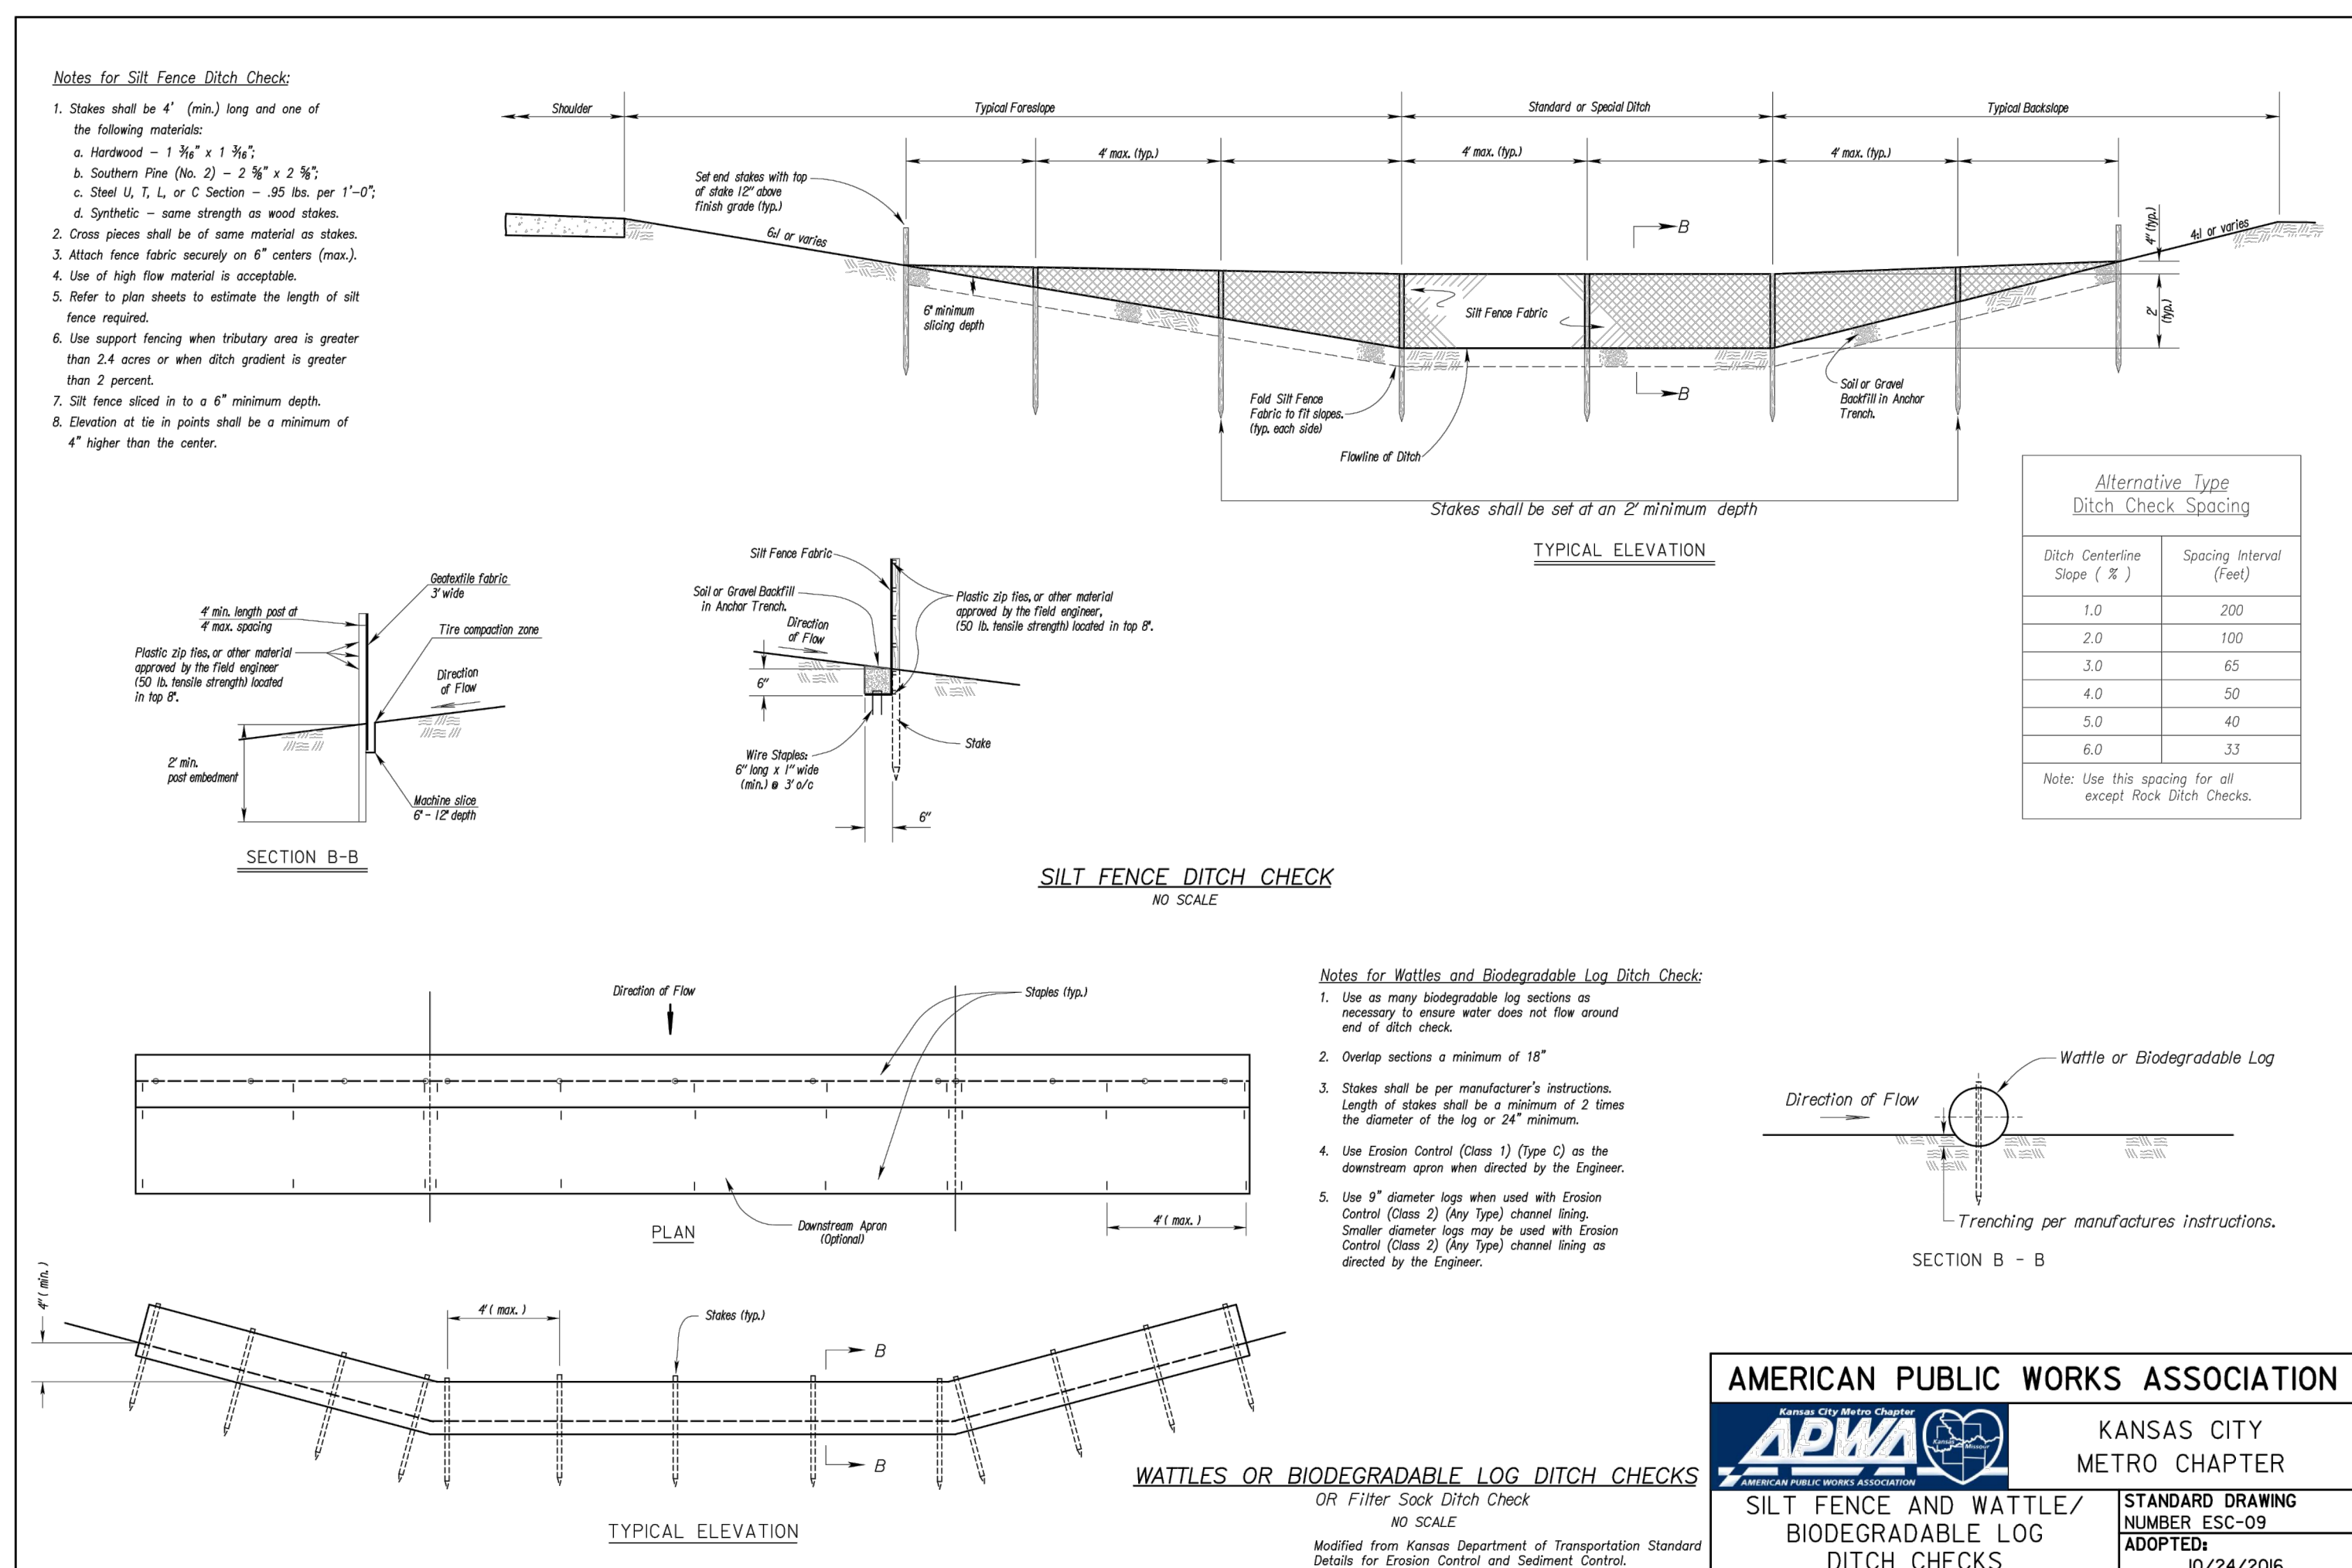 Notes for Silt Fence Ditch Check:
1. Stakes shall be 4' (min.) long and one of
the following materials:
a. Hardwood – 1 3/16" x 1 3/16";
b. Southern Pine (No. 2) – 2 5/8" x 2 5/8";
c. Steel U, T, L, or C Section – .95 lbs. per 1'-0";
d. Synthetic – same strength as wood stakes.
2. Cross pieces shall be of same material as stakes.
3. Attach fence fabric securely on 6" centers (max.).
4. Use of high flow material is acceptable.
5. Refer to plan sheets to estimate the length of silt
fence required.
6. Use support fencing when tributary area is greater
than 2.4 acres or when ditch gradient is greater
than 2 percent.
7. Silt fence sliced in to a 6" minimum depth.
8. Elevation at tie in points shall be a minimum of
4" higher than the center.
Shoulder
Typical Foreslope
Standard or Special Ditch
Typical Backslope
4' max. (typ.)
4' max. (typ.)
4' max. (typ.)
Set end stakes with top
of stake 12" above
finish grade (typ.)
6:1 or varies
B
4" (typ.)
4:1 or varies
2'
(typ.)
6" minimum
slicing depth
Silt Fence Fabric
Fold Silt Fence
Fabric to fit slopes.
(typ. each side)
B
Soil or Gravel
Backfill in Anchor
Trench.
Flowline of Ditch
Stakes shall be set at an 2' minimum depth
TYPICAL ELEVATION
Alternative Type
Ditch Check Spacing
Ditch Centerline
Slope ( % )
Spacing Interval
(Feet)
1.0 200
2.0 100
3.0 65
4.0 50
5.0 40
6.0 33
Note: Use this spacing for all
except Rock Ditch Checks.
Geotextile fabric
3' wide
4' min. length post at
4' max. spacing
Tire compaction zone
Plastic zip ties, or other material
approved by the field engineer
(50 lb. tensile strength) located
in top 8".
Direction
of Flow
2' min.
post embedment
Machine slice
6" - 12" depth
SECTION B-B
Silt Fence Fabric
Soil or Gravel Backfill
in Anchor Trench.
Direction
of Flow
Plastic zip ties, or other material
approved by the field engineer,
(50 lb. tensile strength) located in top 8".
6"
Stake
Wire Staples:
6" long x 1" wide
(min.) @ 3' o/c
6"
SILT FENCE DITCH CHECK
NO SCALE
Direction of Flow
Staples (typ.)
Downstream Apron
(Optional)
4' ( max. )
PLAN
4" ( min. )
4' ( max. )
Stakes (typ.)
B
B
TYPICAL ELEVATION
Notes for Wattles and Biodegradable Log Ditch Check:
1. Use as many biodegradable log sections as
necessary to ensure water does not flow around
end of ditch check.
2. Overlap sections a minimum of 18"
3. Stakes shall be per manufacturer's instructions.
Length of stakes shall be a minimum of 2 times
the diameter of the log or 24" minimum.
4. Use Erosion Control (Class 1) (Type C) as the
downstream apron when directed by the Engineer.
5. Use 9" diameter logs when used with Erosion
Control (Class 2) (Any Type) channel lining.
Smaller diameter logs may be used with Erosion
Control (Class 2) (Any Type) channel lining as
directed by the Engineer.
Wattle or Biodegradable Log
Direction of Flow
Trenching per manufactures instructions.
SECTION B - B
WATTLES OR BIODEGRADABLE LOG DITCH CHECKS
OR Filter Sock Ditch Check
NO SCALE
Modified from Kansas Department of Transportation Standard
Details for Erosion Control and Sediment Control.
AMERICAN PUBLIC WORKS ASSOCIATION
Kansas City Metro Chapter
APWA
Kansas
Missouri
AMERICAN PUBLIC WORKS ASSOCIATION
KANSAS CITY
METRO CHAPTER
SILT FENCE AND WATTLE/
BIODEGRADABLE LOG
DITCH CHECKS
STANDARD DRAWING
NUMBER ESC-09
ADOPTED:
10/24/2016